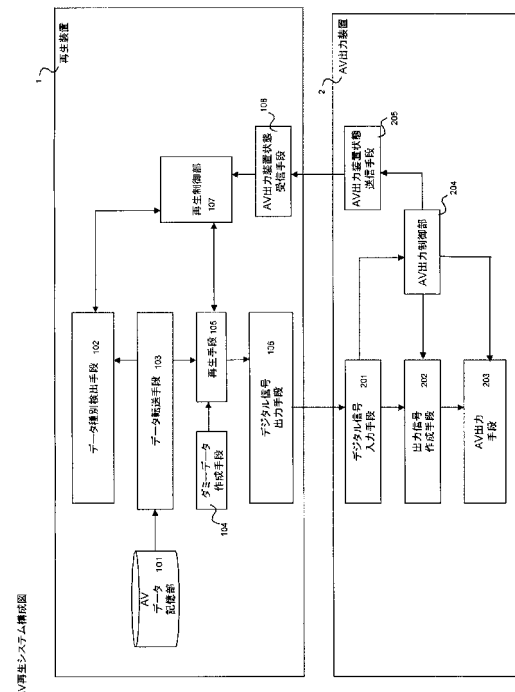 V再生システム構成図
1
再生装置
AV
データ
記憶部
101
データ種別検出手段
102
データ転送手段
103
ダミーデータ
作成手段
104
再生手段
105
デジタル信号
出力手段
106
再生制御部
107
AV出力装置状態
受信手段
108
2
AV出力装置
デジタル信号
入力手段
201
出力信号
作成手段
202
AV出力
手段
203
AV出力制御部
204
AV出力装置状態
送信手段
205